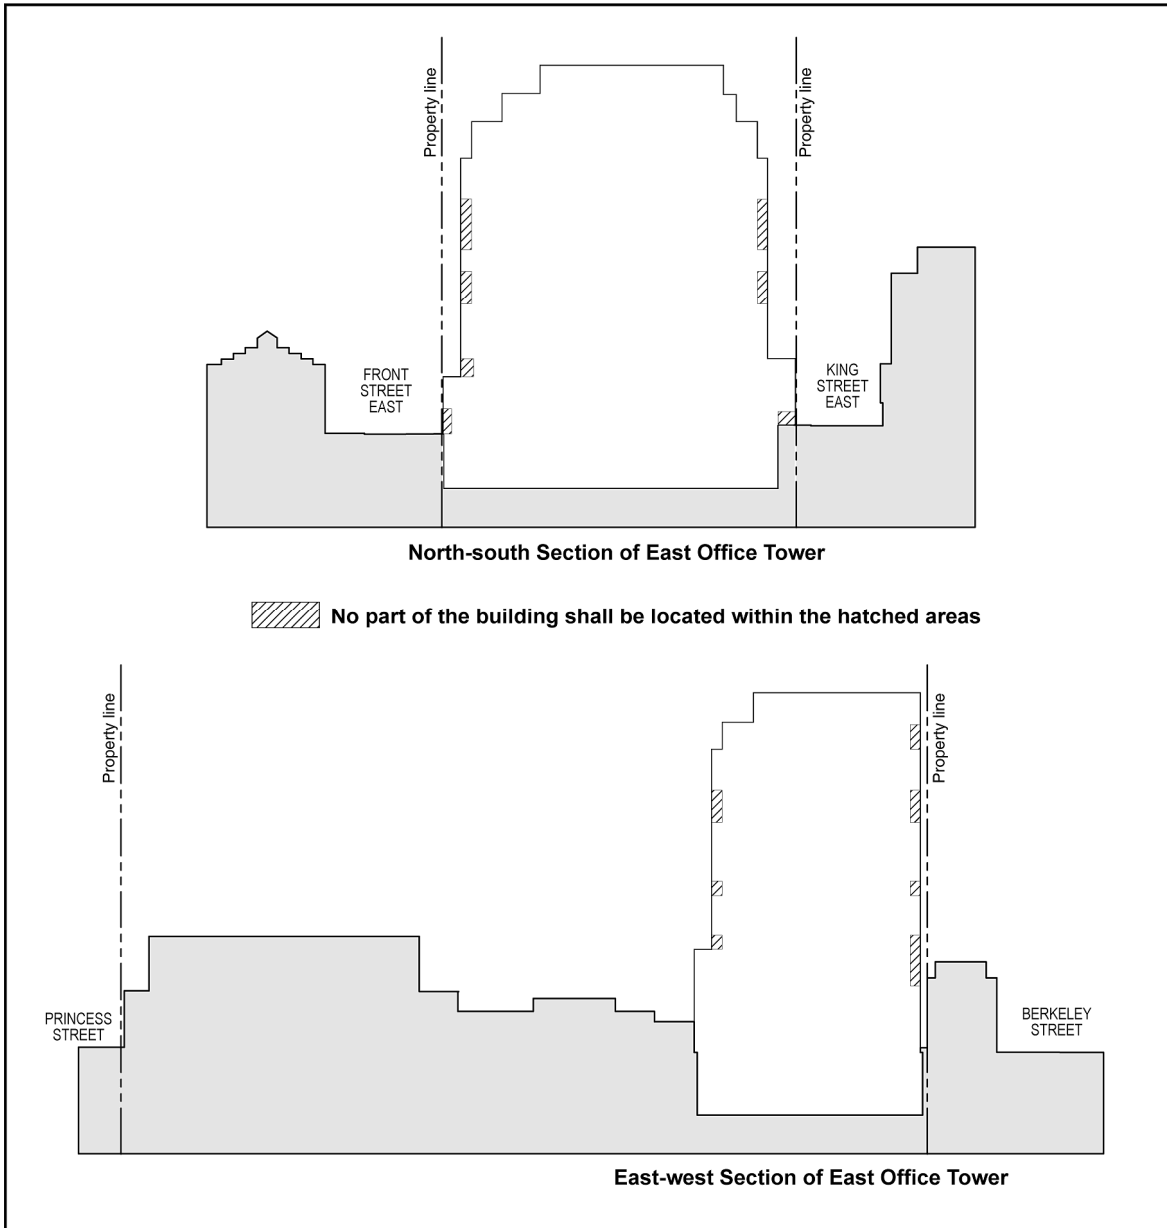 Property line
Property line
FRONT
STREET
EAST
KING
STREET
EAST
North-south Section of East Office Tower
No part of the building shall be located within the hatched areas
Property line
Property line
PRINCESS
STREET
BERKELEY
STREET
East-west Section of East Office Tower